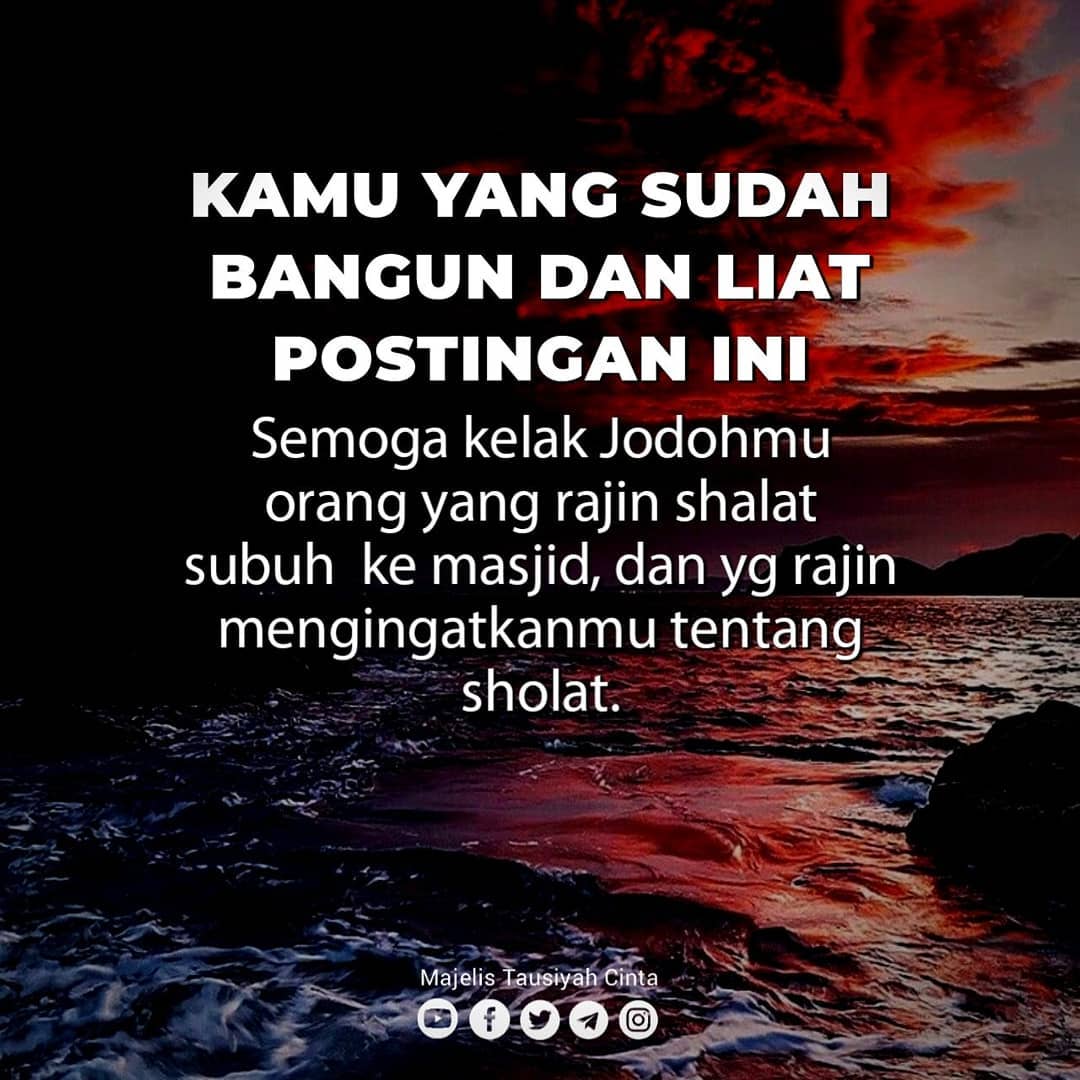 KAMU YANG SUDAH
BANGUN DAN LIAT
POSTINGAN INI
Semoga kelak Jodohmu
orang yang rajin shalat
subuh  ke masjid, dan yg rajin
mengingatkanmu tentang
sholat.
Majelis Tausiyah Cinta